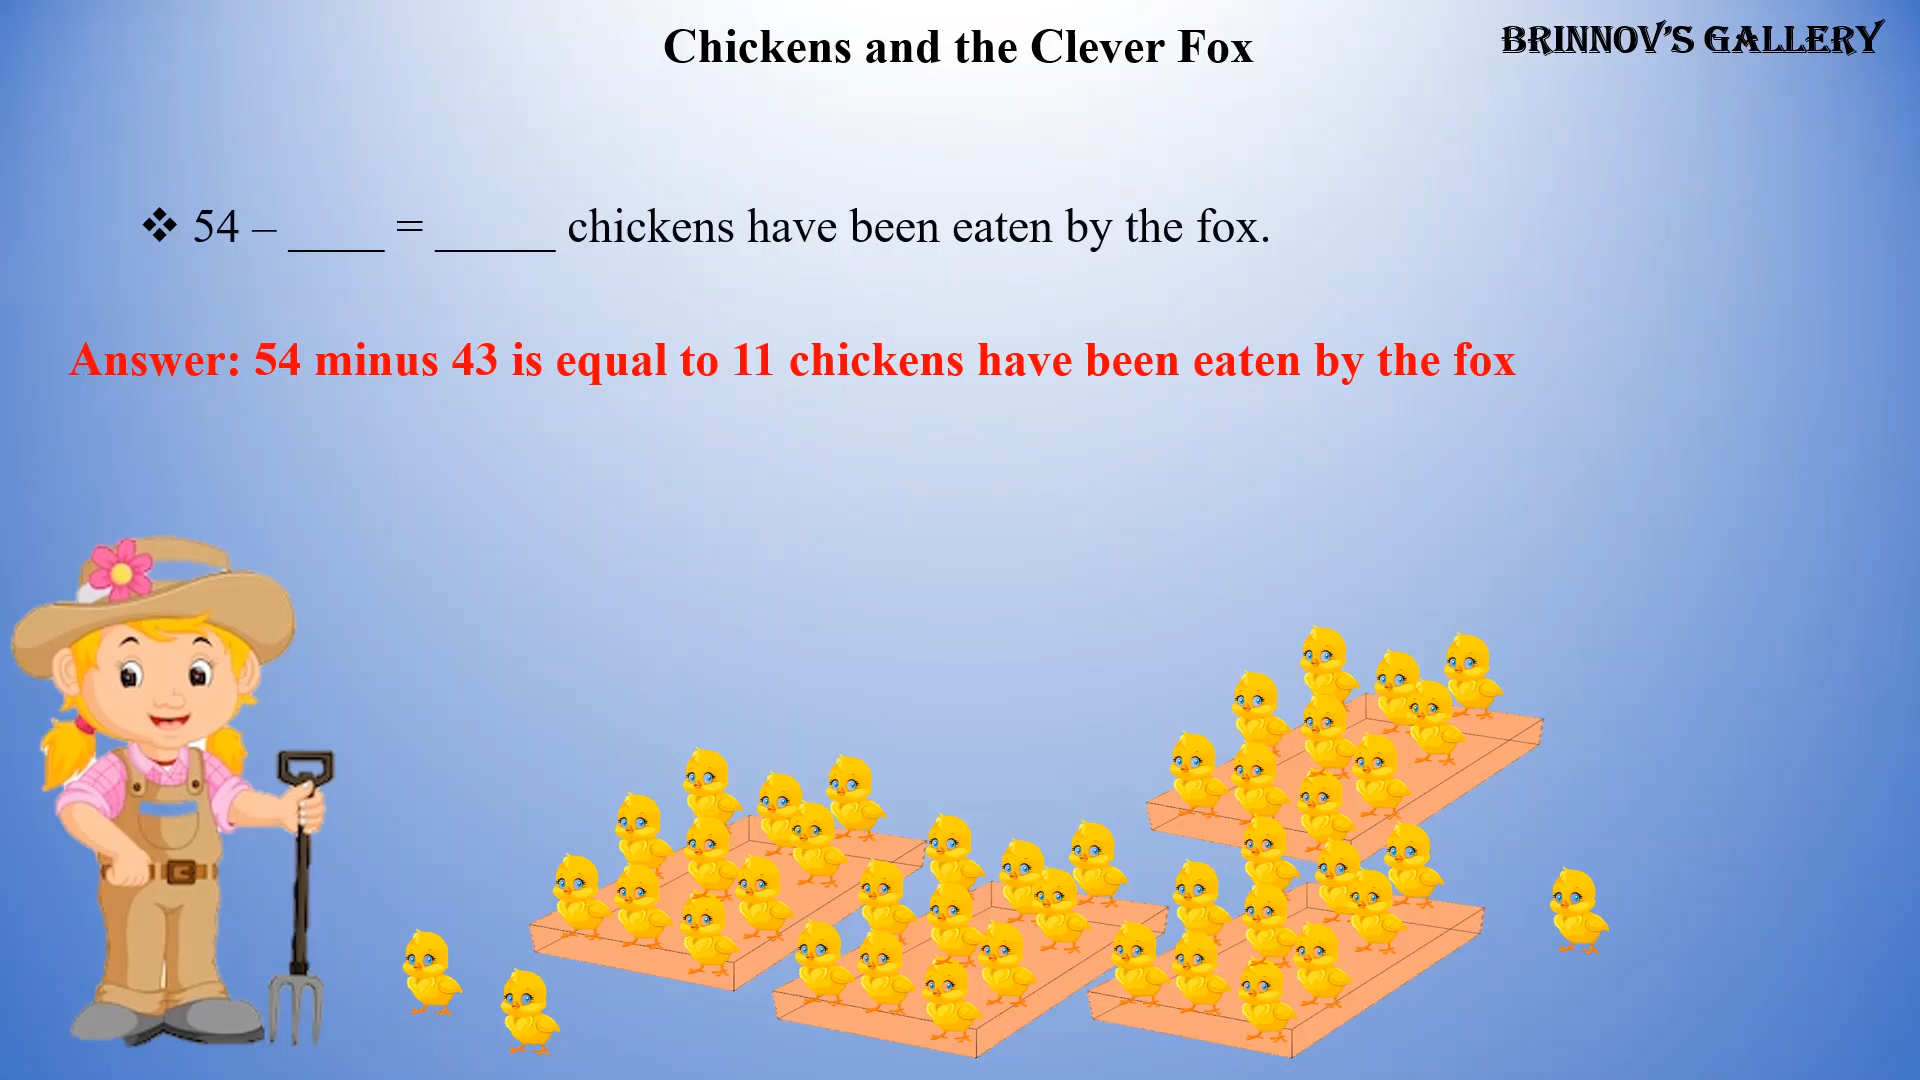 Chickens and the Clever Fox
BRINNOV'S GALLERY
❖ 54 – ____ = _____ chickens have been eaten by the fox.
Answer: 54 minus 43 is equal to 11 chickens have been eaten by the fox